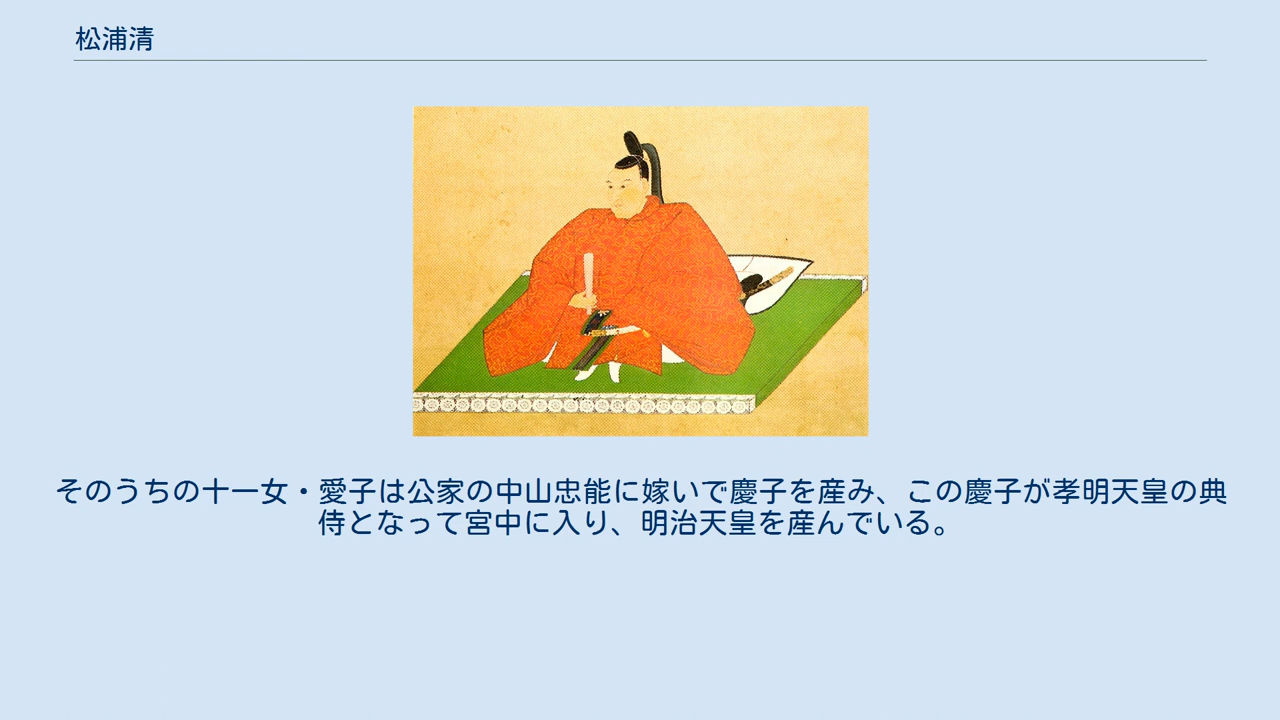 松浦清
そのうちの十一女・愛子は公家の中山忠能に嫁いで慶子を産み、この慶子が孝明天皇の典
侍となって宮中に入り、明治天皇を産んでいる。